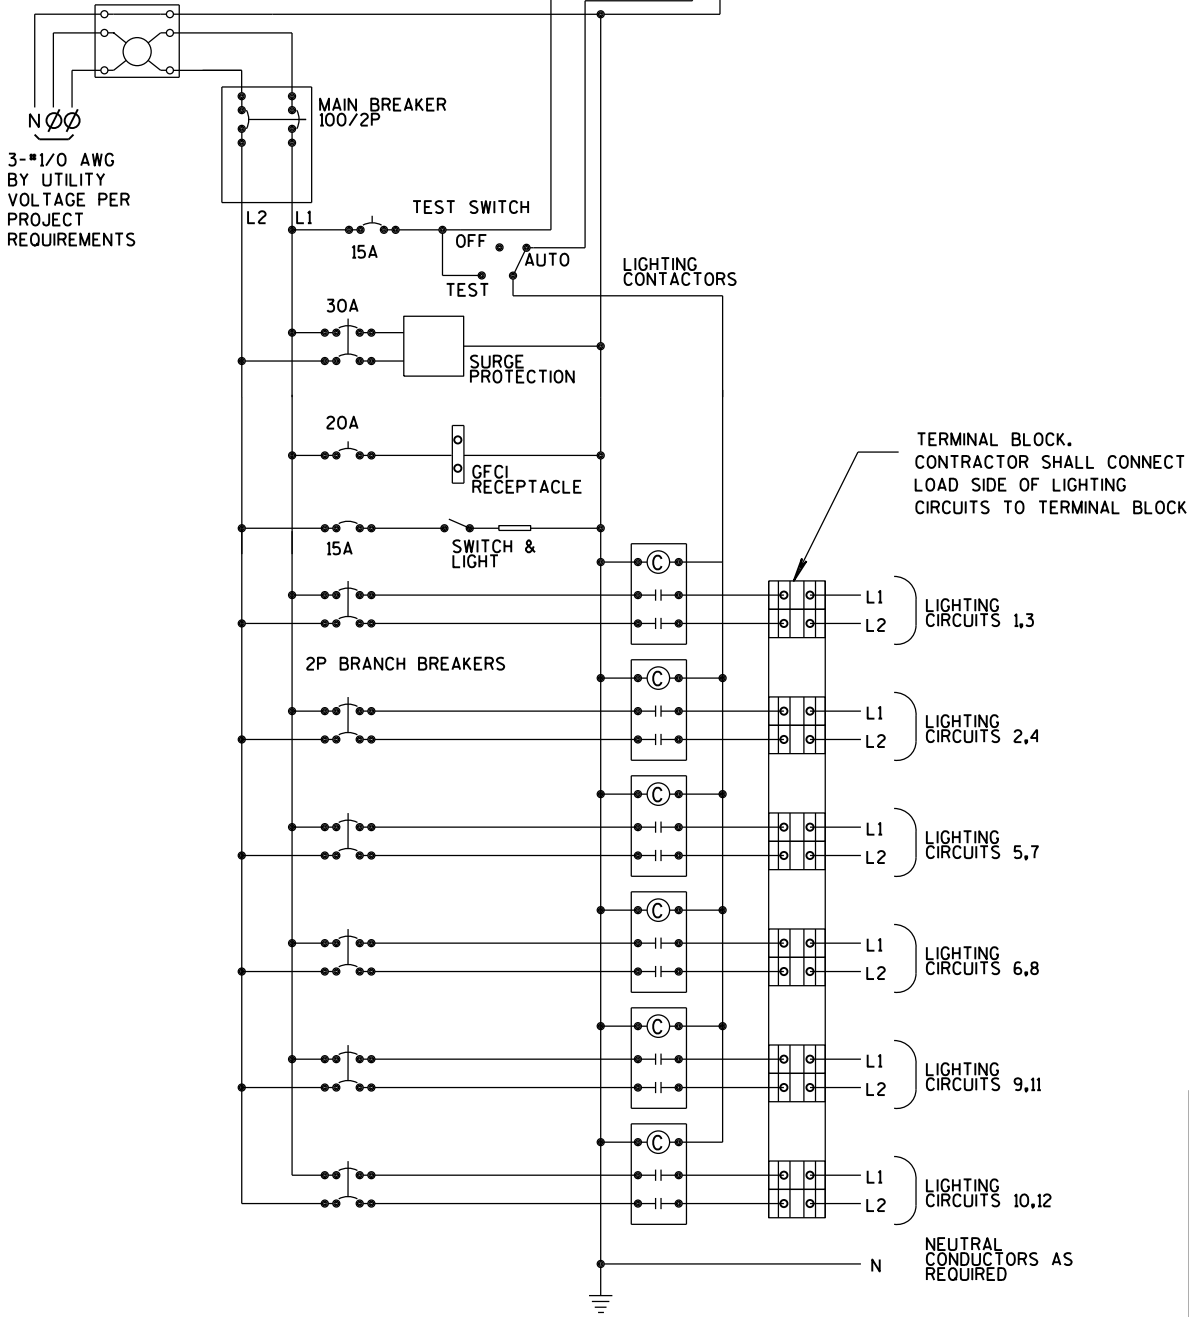 N ØØ
3-#1/0 AWG
BY UTILITY
VOLTAGE PER
PROJECT
REQUIREMENTS
MAIN BREAKER
100/2P
L2
L1
TEST SWITCH
15A
OFF
AUTO
TEST
LIGHTING
CONTACTORS
30A
SURGE
PROTECTION
20A
GFCI
RECEPTACLE
15A
SWITCH &
LIGHT
TERMINAL BLOCK.
CONTRACTOR SHALL CONNECT
LOAD SIDE OF LIGHTING
CIRCUITS TO TERMINAL BLOCK
C
L1
L2
LIGHTING
CIRCUITS 1,3
2P BRANCH BREAKERS
C
L1
L2
LIGHTING
CIRCUITS 2,4
C
L1
L2
LIGHTING
CIRCUITS 5,7
C
L1
L2
LIGHTING
CIRCUITS 6,8
C
L1
L2
LIGHTING
CIRCUITS 9,11
C
L1
L2
LIGHTING
CIRCUITS 10,12
N
NEUTRAL
CONDUCTORS AS
REQUIRED